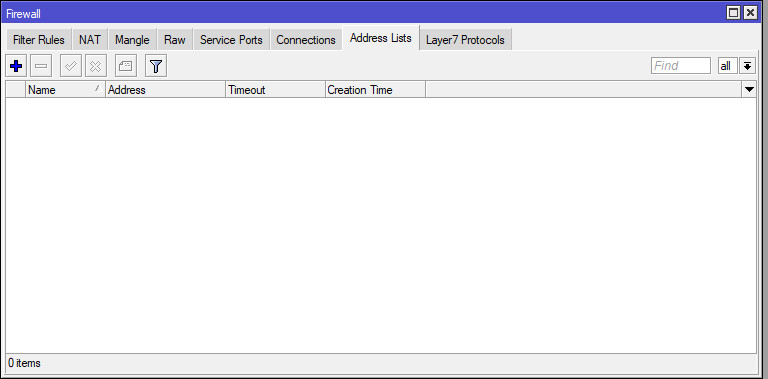 Firewall
Filter Rules NAT Mangle Raw Service Ports Connections Address Lists Layer7 Protocols
Find all
Name Address Timeout Creation Time
0 items